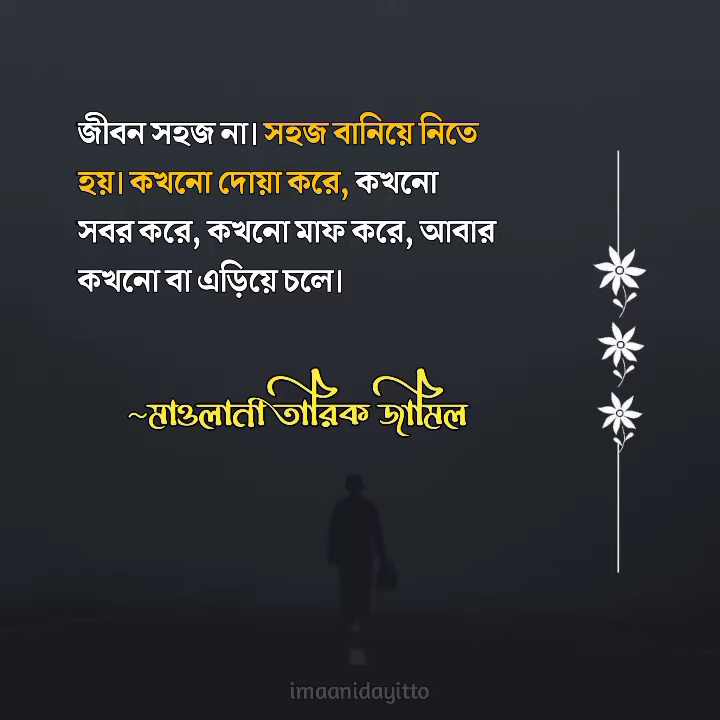 জীবন সহজ না। সহজ বানিয়ে নিতে
হয়। কখনো দোয়া করে, কখনো
সবর করে, কখনো মাফ করে, আবার
কখনো বা এড়িয়ে চলে।
~মাওলানা তারিক জামিল
imaanidayitto